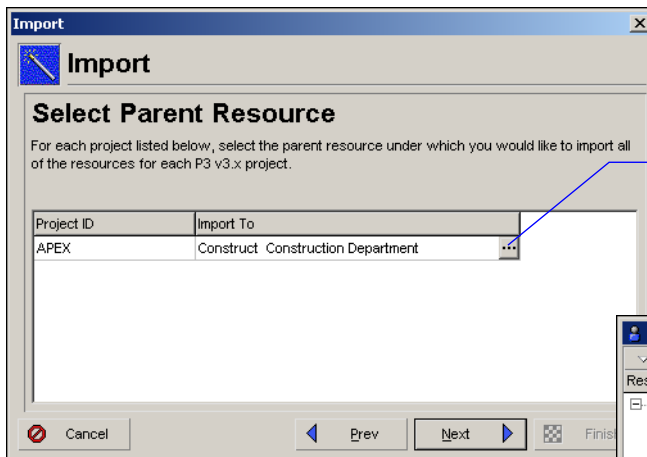 Import
Import
Select Parent Resource
For each project listed below, select the parent resource under which you would like to import all
of the resources for each P3 v3.x project.
Project ID Import To
APEX Construct Construction Department ...
Res
Cancel Prev Next Finis